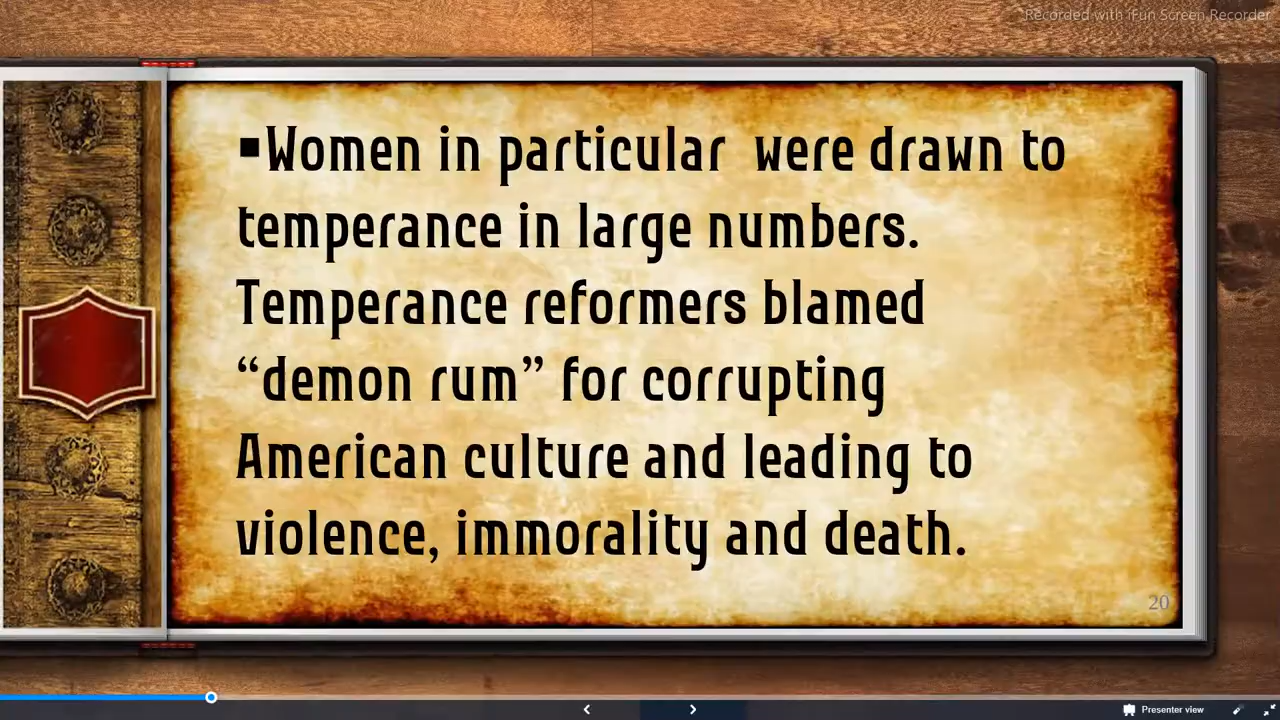 Recorded with iFun Screen Recorder
▪Women in particular were drawn to
temperance in large numbers.
Temperance reformers blamed
“demon rum” for corrupting
American culture and leading to
violence, immorality and death.
20
Presenter view